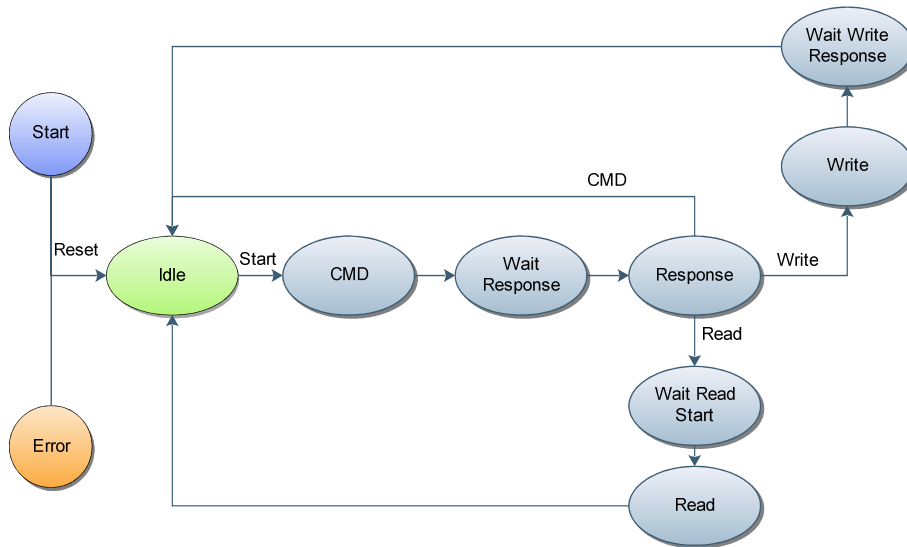 Wait Write
Response
Start
Write
CMD
Reset
Idle
Start
CMD
Wait
Response
Response
Write
Read
Wait Read
Start
Error
Read